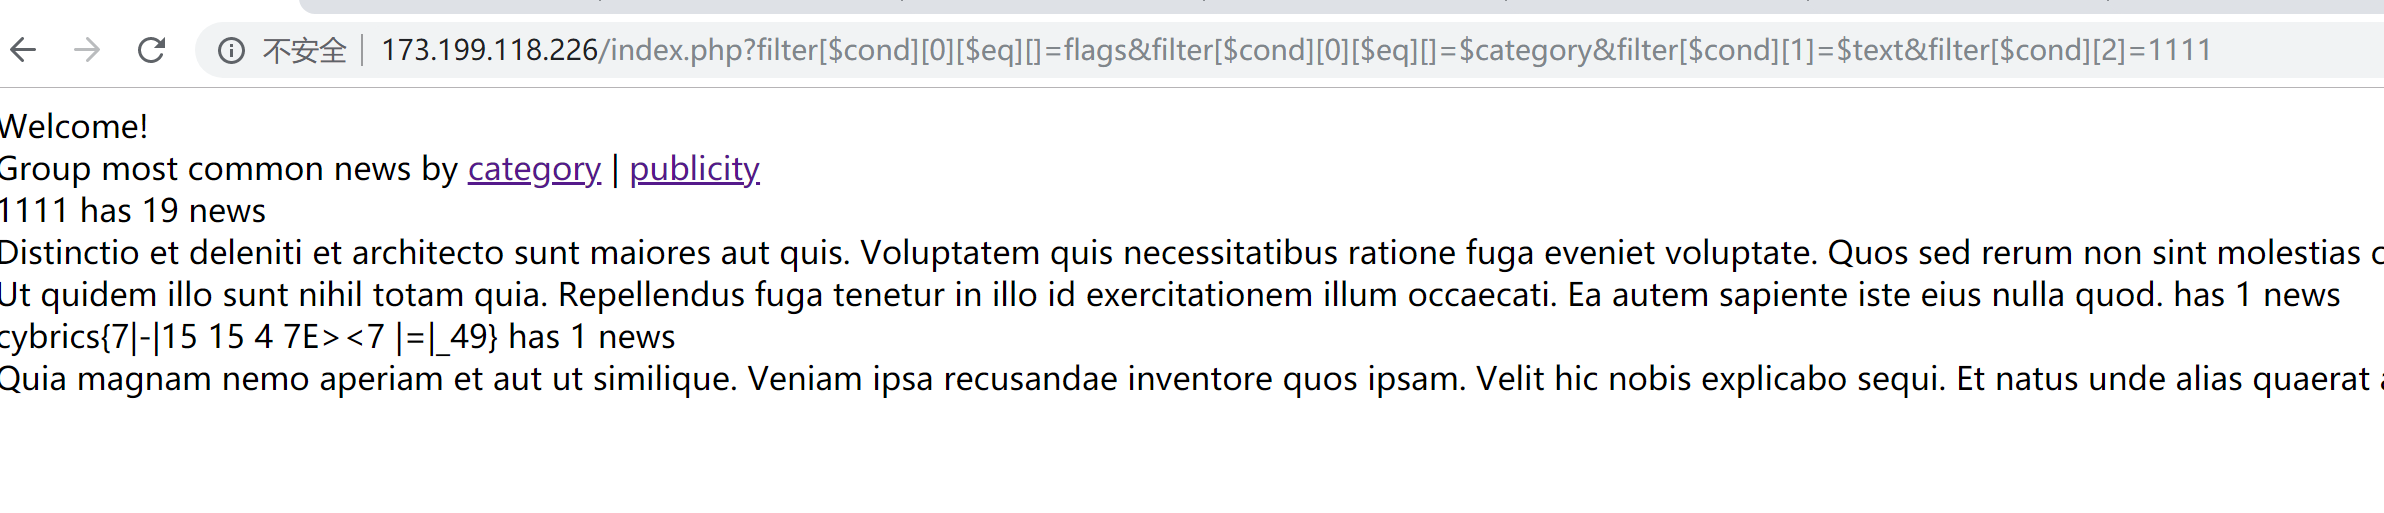 不安全 173.199.118.226/index.php?filter[$cond][0][$eq][]=flags&filter[$cond][0][$eq][]=$category&filter[$cond][1]=$text&filter[$cond][2]=1111
Welcome!
Group most common news by category | publicity
1111 has 19 news
Distinctio et deleniti et architecto sunt maiores aut quis. Voluptatem quis necessitatibus ratione fuga eveniet voluptate. Quos sed rerum non sint molestias
Ut quidem illo sunt nihil totam quia. Repellendus fuga tenetur in illo id exercitationem illum occaecati. Ea autem sapiente iste eius nulla quod. has 1 news
cybrics{7|-|15 15 4 7E><7 |=|_49} has 1 news
Quia magnam nemo aperiam et aut ut similique. Veniam ipsa recusandae inventore quos ipsam. Velit hic nobis explicabo sequi. Et natus unde alias quaerat